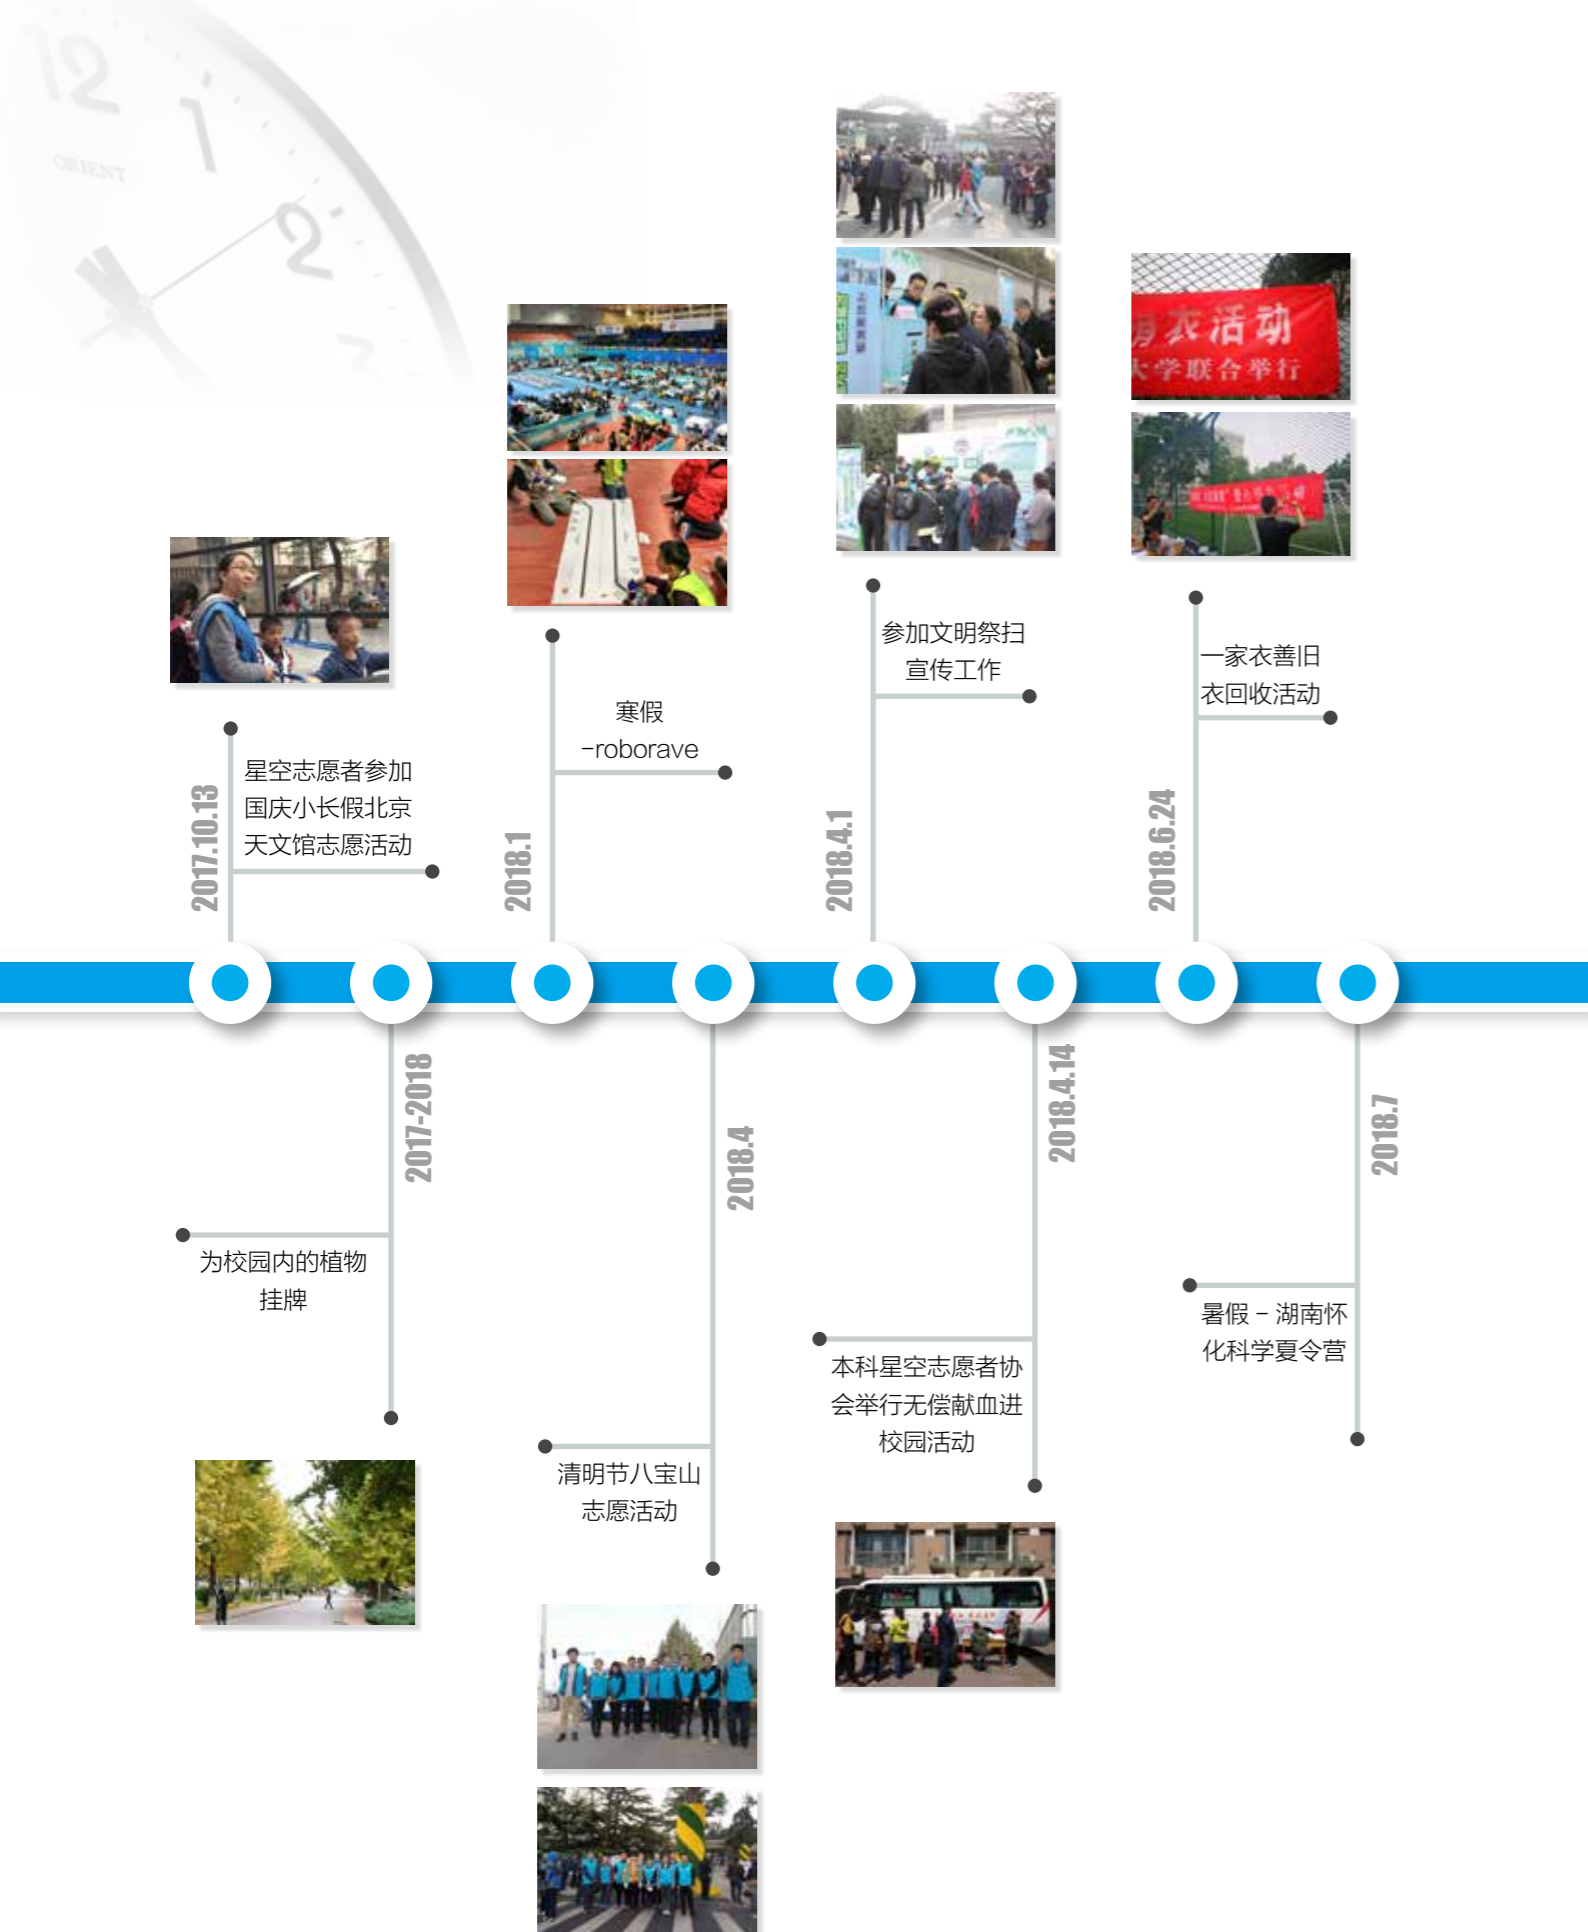 12
1
ORIENT
2
3
勇衣活动
大学联合举行
2017.10.13
星空志愿者参加
国庆小长假北京
天文馆志愿活动
2018.1
寒假
-roborave
2018.4.1
参加文明祭扫
宣传工作
2018.6.24
一家衣善旧
衣回收活动
2017-2018
为校园内的植物
挂牌
2018.4
清明节八宝山
志愿活动
2018.4.14
本科星空志愿者协
会举行无偿献血进
校园活动
2018.7
暑假 - 湖南怀
化科学夏令营